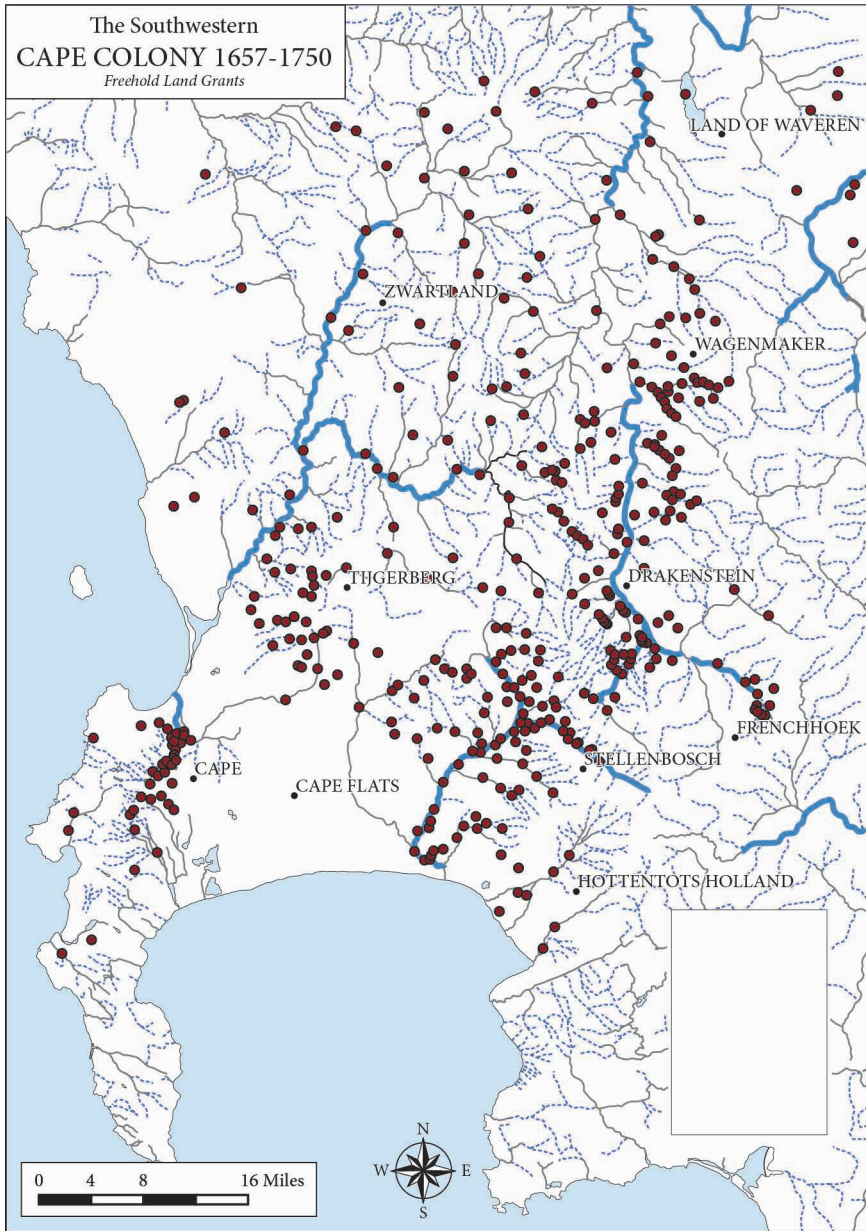 The Southwestern
CAPE COLONY 1657-1750
Freehold Land Grants
LAND OF WAVEREN
ZWARTLAND
WAGENMAKER
TIJGERBERG
DRAKENSTEIN
FRENCHHOEK
STELLENBOSCH
CAPE
CAPE FLATS
HOTTENTOTS HOLLAND
N
W E
S
0 4 8 16 Miles